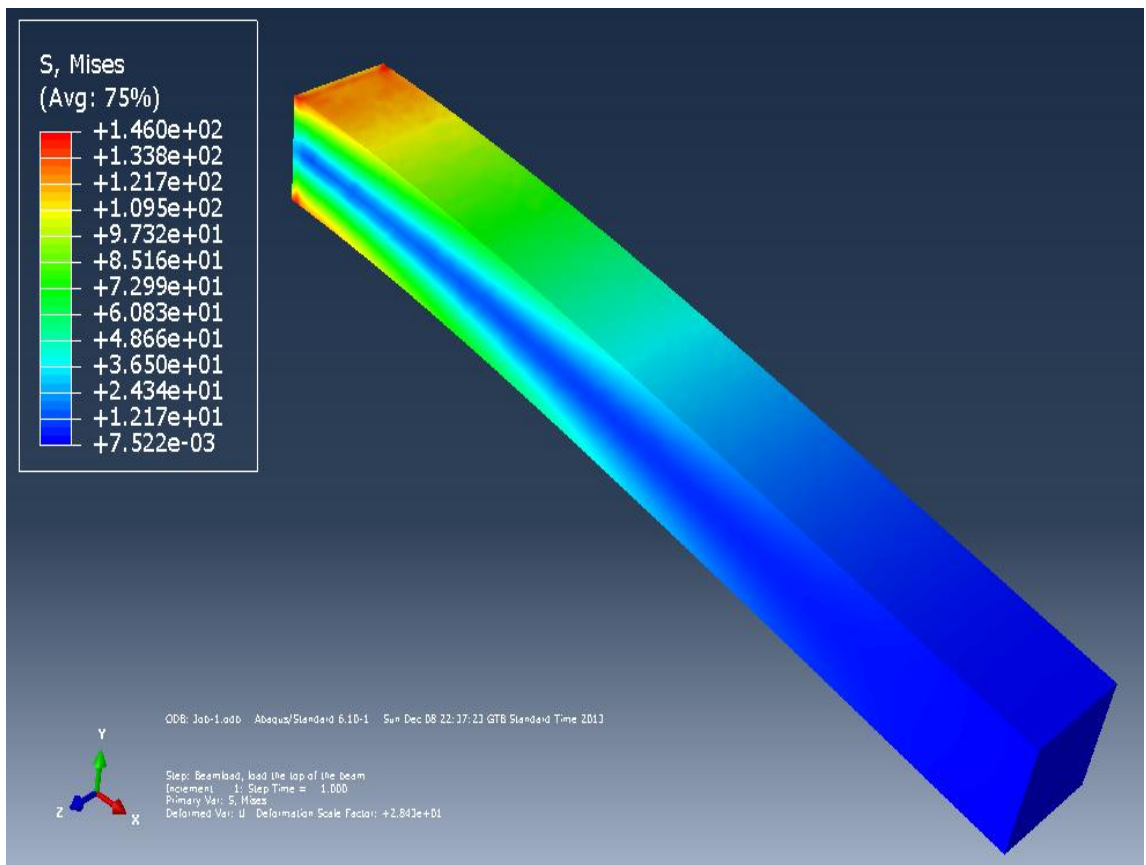 S, Mises
(Avg: 75%)
+1.460e+02
+1.338e+02
+1.217e+02
+1.095e+02
+9.732e+01
+8.516e+01
+7.299e+01
+6.083e+01
+4.866e+01
+3.650e+01
+2.434e+01
+1.217e+01
+7.522e-03
ODB: Job-1.odb Abaqus/Standard 6.10-1 Sun Dec 08 22:37:23 GTB Standard Time 2013
Y
Z
X
Step: Beamload, load the top of the beam
Increment 1: Step Time = 1.000
Primary Var: S, Mises
Deformed Var: U Deformation Scale Factor: +2.843e+01